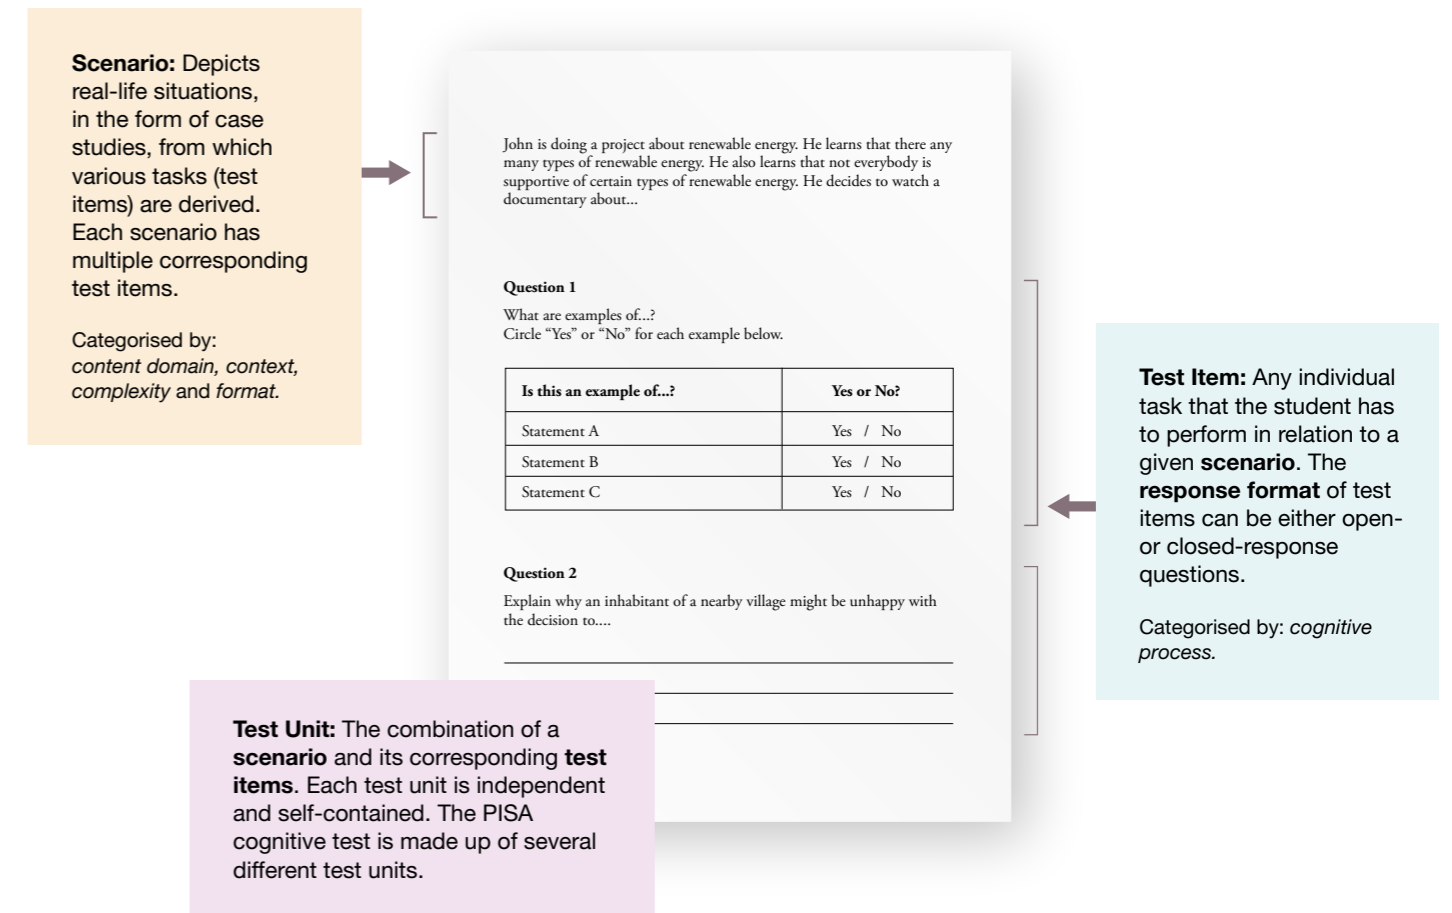 Scenario: Depicts
real-life situations,
in the form of case
studies, from which
various tasks (test
items) are derived.
Each scenario has
multiple corresponding
test items.
Categorised by:
content domain, context,
complexity and format.
John is doing a project about renewable energy. He learns that there any
many types of renewable energy. He also learns that not everybody is
supportive of certain types of renewable energy. He decides to watch a
documentary about...
Question 1
What are examples of...?
Circle “Yes” or “No” for each example below.
Is this an example of...? Yes or No?
Statement A Yes / No
Statement B Yes / No
Statement C Yes / No
Question 2
Explain why an inhabitant of a nearby village might be unhappy with
the decision to....
Test Item: Any individual
task that the student has
to perform in relation to a
given scenario. The
response format of test
items can be either open-
or closed-response
questions.
Categorised by: cognitive
process.
Test Unit: The combination of a
scenario and its corresponding test
items. Each test unit is independent
and self-contained. The PISA
cognitive test is made up of several
different test units.